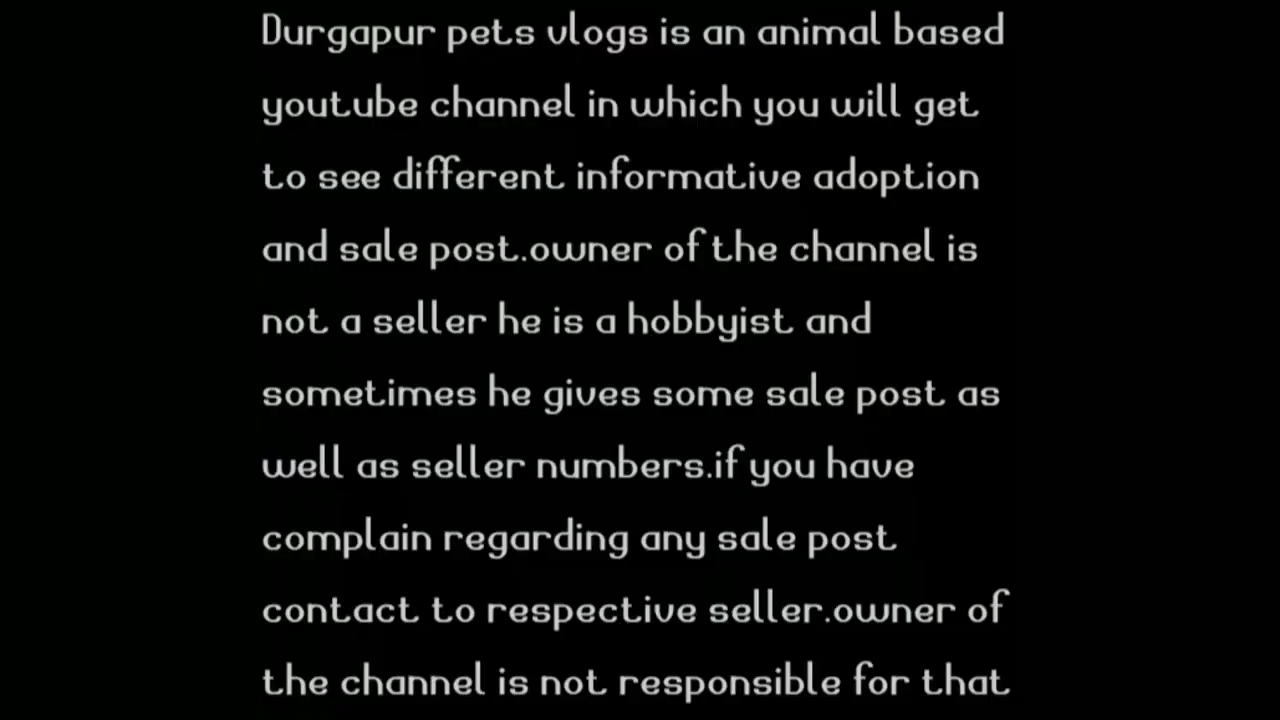 Durgapur pets vlogs is an animal based
youtube channel in which you will get
to see different informative adoption
and sale post.owner of the channel is
not a seller he is a hobbyist and
sometimes he gives some sale post as
well as seller numbers.if you have
complain regarding any sale post
contact to respective seller.owner of
the channel is not responsible for that